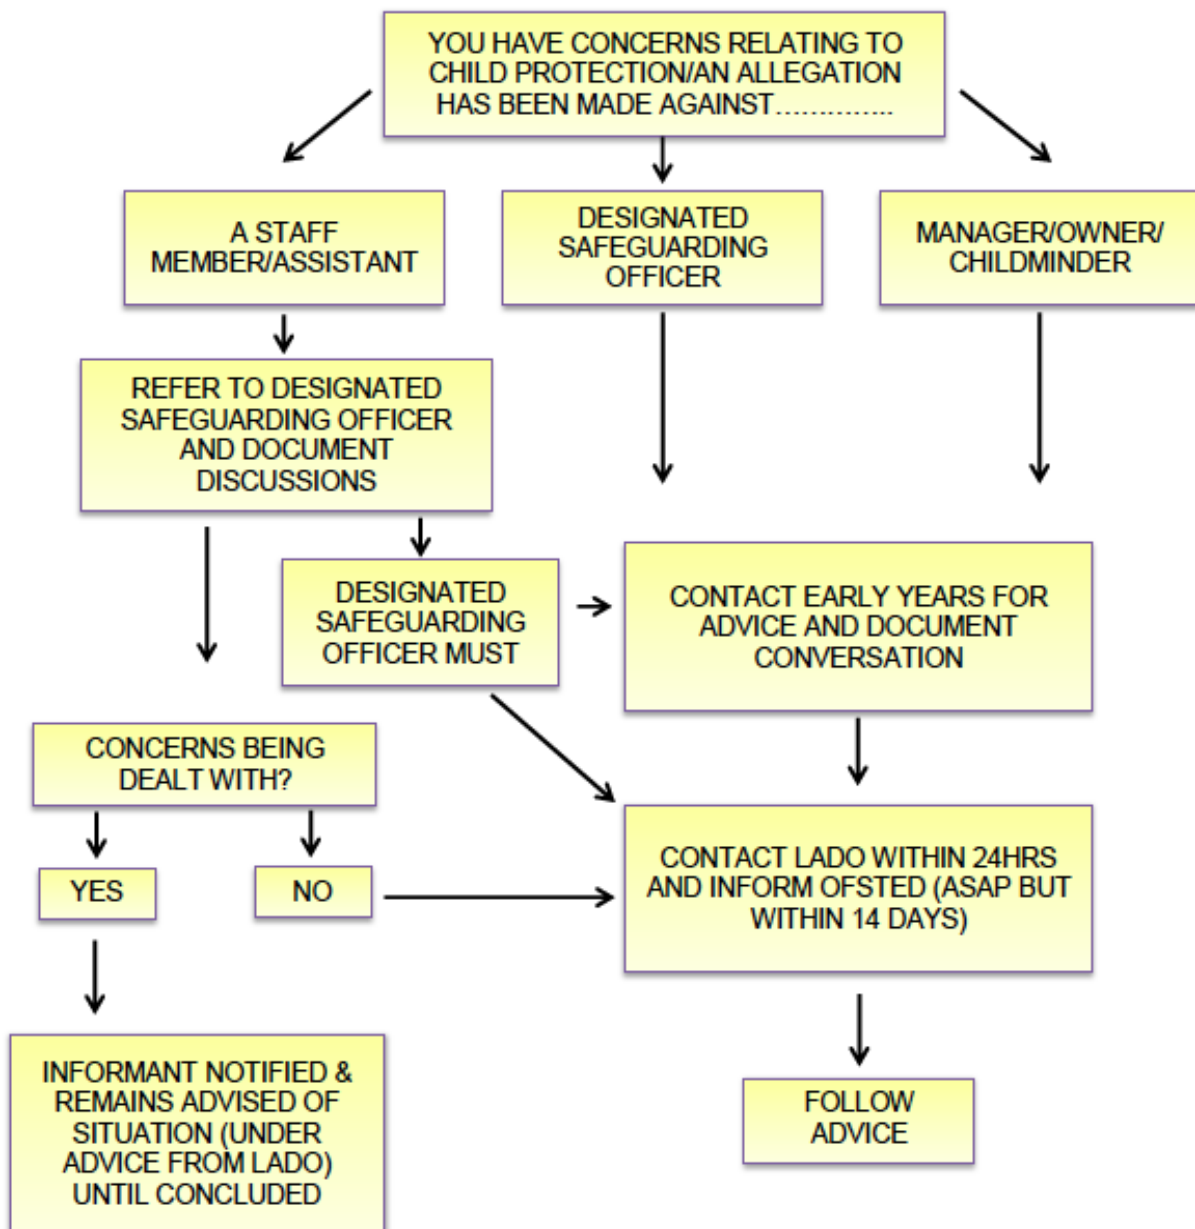 YOU HAVE CONCERNS RELATING TO
CHILD PROTECTION/AN ALLEGATION
HAS BEEN MADE AGAINST…………..
A STAFF
MEMBER/ASSISTANT
DESIGNATED
SAFEGUARDING
OFFICER
MANAGER/OWNER/
CHILDMINDER
REFER TO DESIGNATED
SAFEGUARDING OFFICER
AND DOCUMENT
DISCUSSIONS
DESIGNATED
SAFEGUARDING
OFFICER MUST
CONTACT EARLY YEARS FOR
ADVICE AND DOCUMENT
CONVERSATION
CONCERNS BEING
DEALT WITH?
YES
NO
CONTACT LADO WITHIN 24HRS
AND INFORM OFSTED (ASAP BUT
WITHIN 14 DAYS)
INFORMANT NOTIFIED &
REMAINS ADVISED OF
SITUATION (UNDER
ADVICE FROM LADO)
UNTIL CONCLUDED
FOLLOW
ADVICE